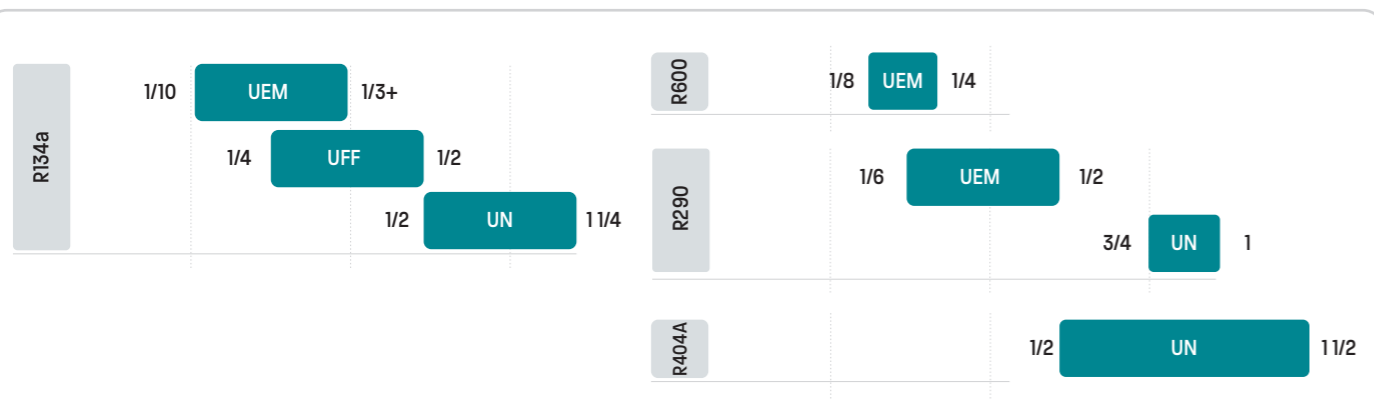 R134a
1/10 UEM 1/3+
1/4 UFF 1/2
1/2 UN 1 1/4
R600
1/8 UEM 1/4
R290
1/6 UEM 1/2
3/4 UN 1
R404A
1/2 UN 1 1/2